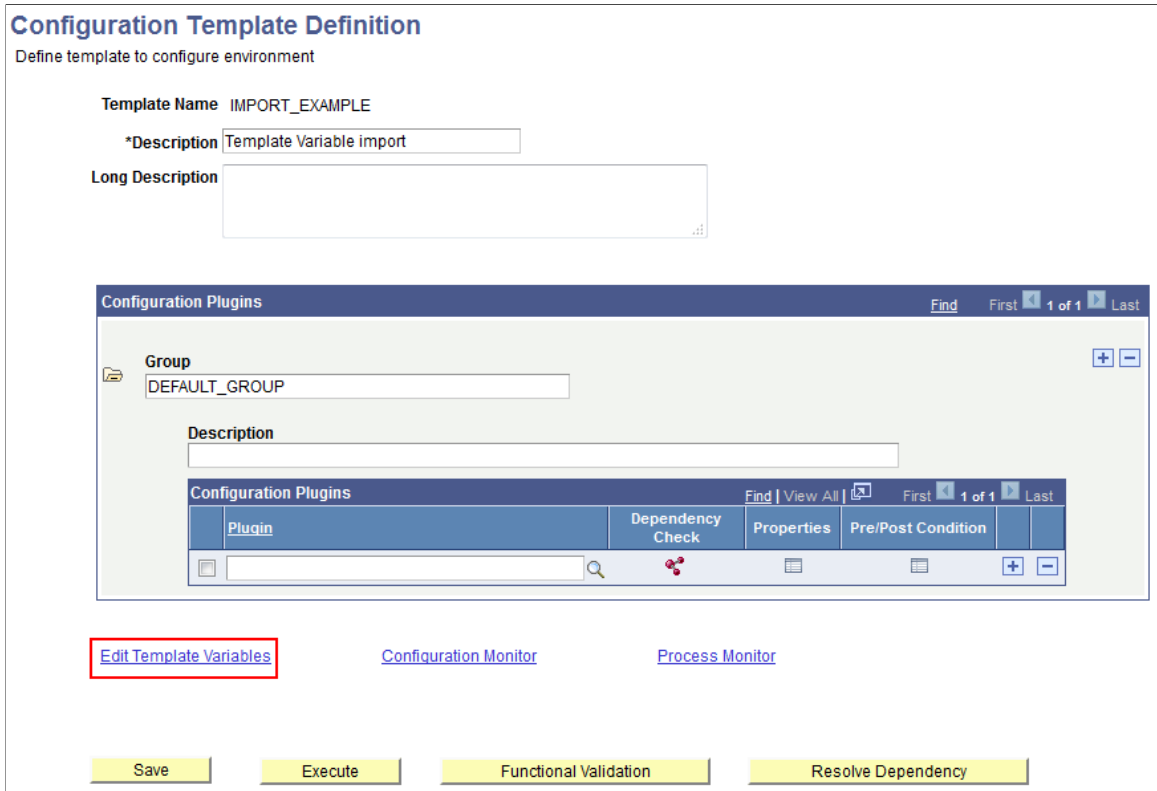 Configuration Template Definition
Define template to configure environment
Template Name IMPORT_EXAMPLE
*Description Template Variable import
Long Description
Configuration Plugins Find First 1 of 1 Last
Group
DEFAULT_GROUP
Description
Configuration Plugins Find | View All | First 1 of 1 Last
Plugin Dependency Check Properties Pre/Post Condition
Edit Template Variables Configuration Monitor Process Monitor
Save Execute Functional Validation Resolve Dependency